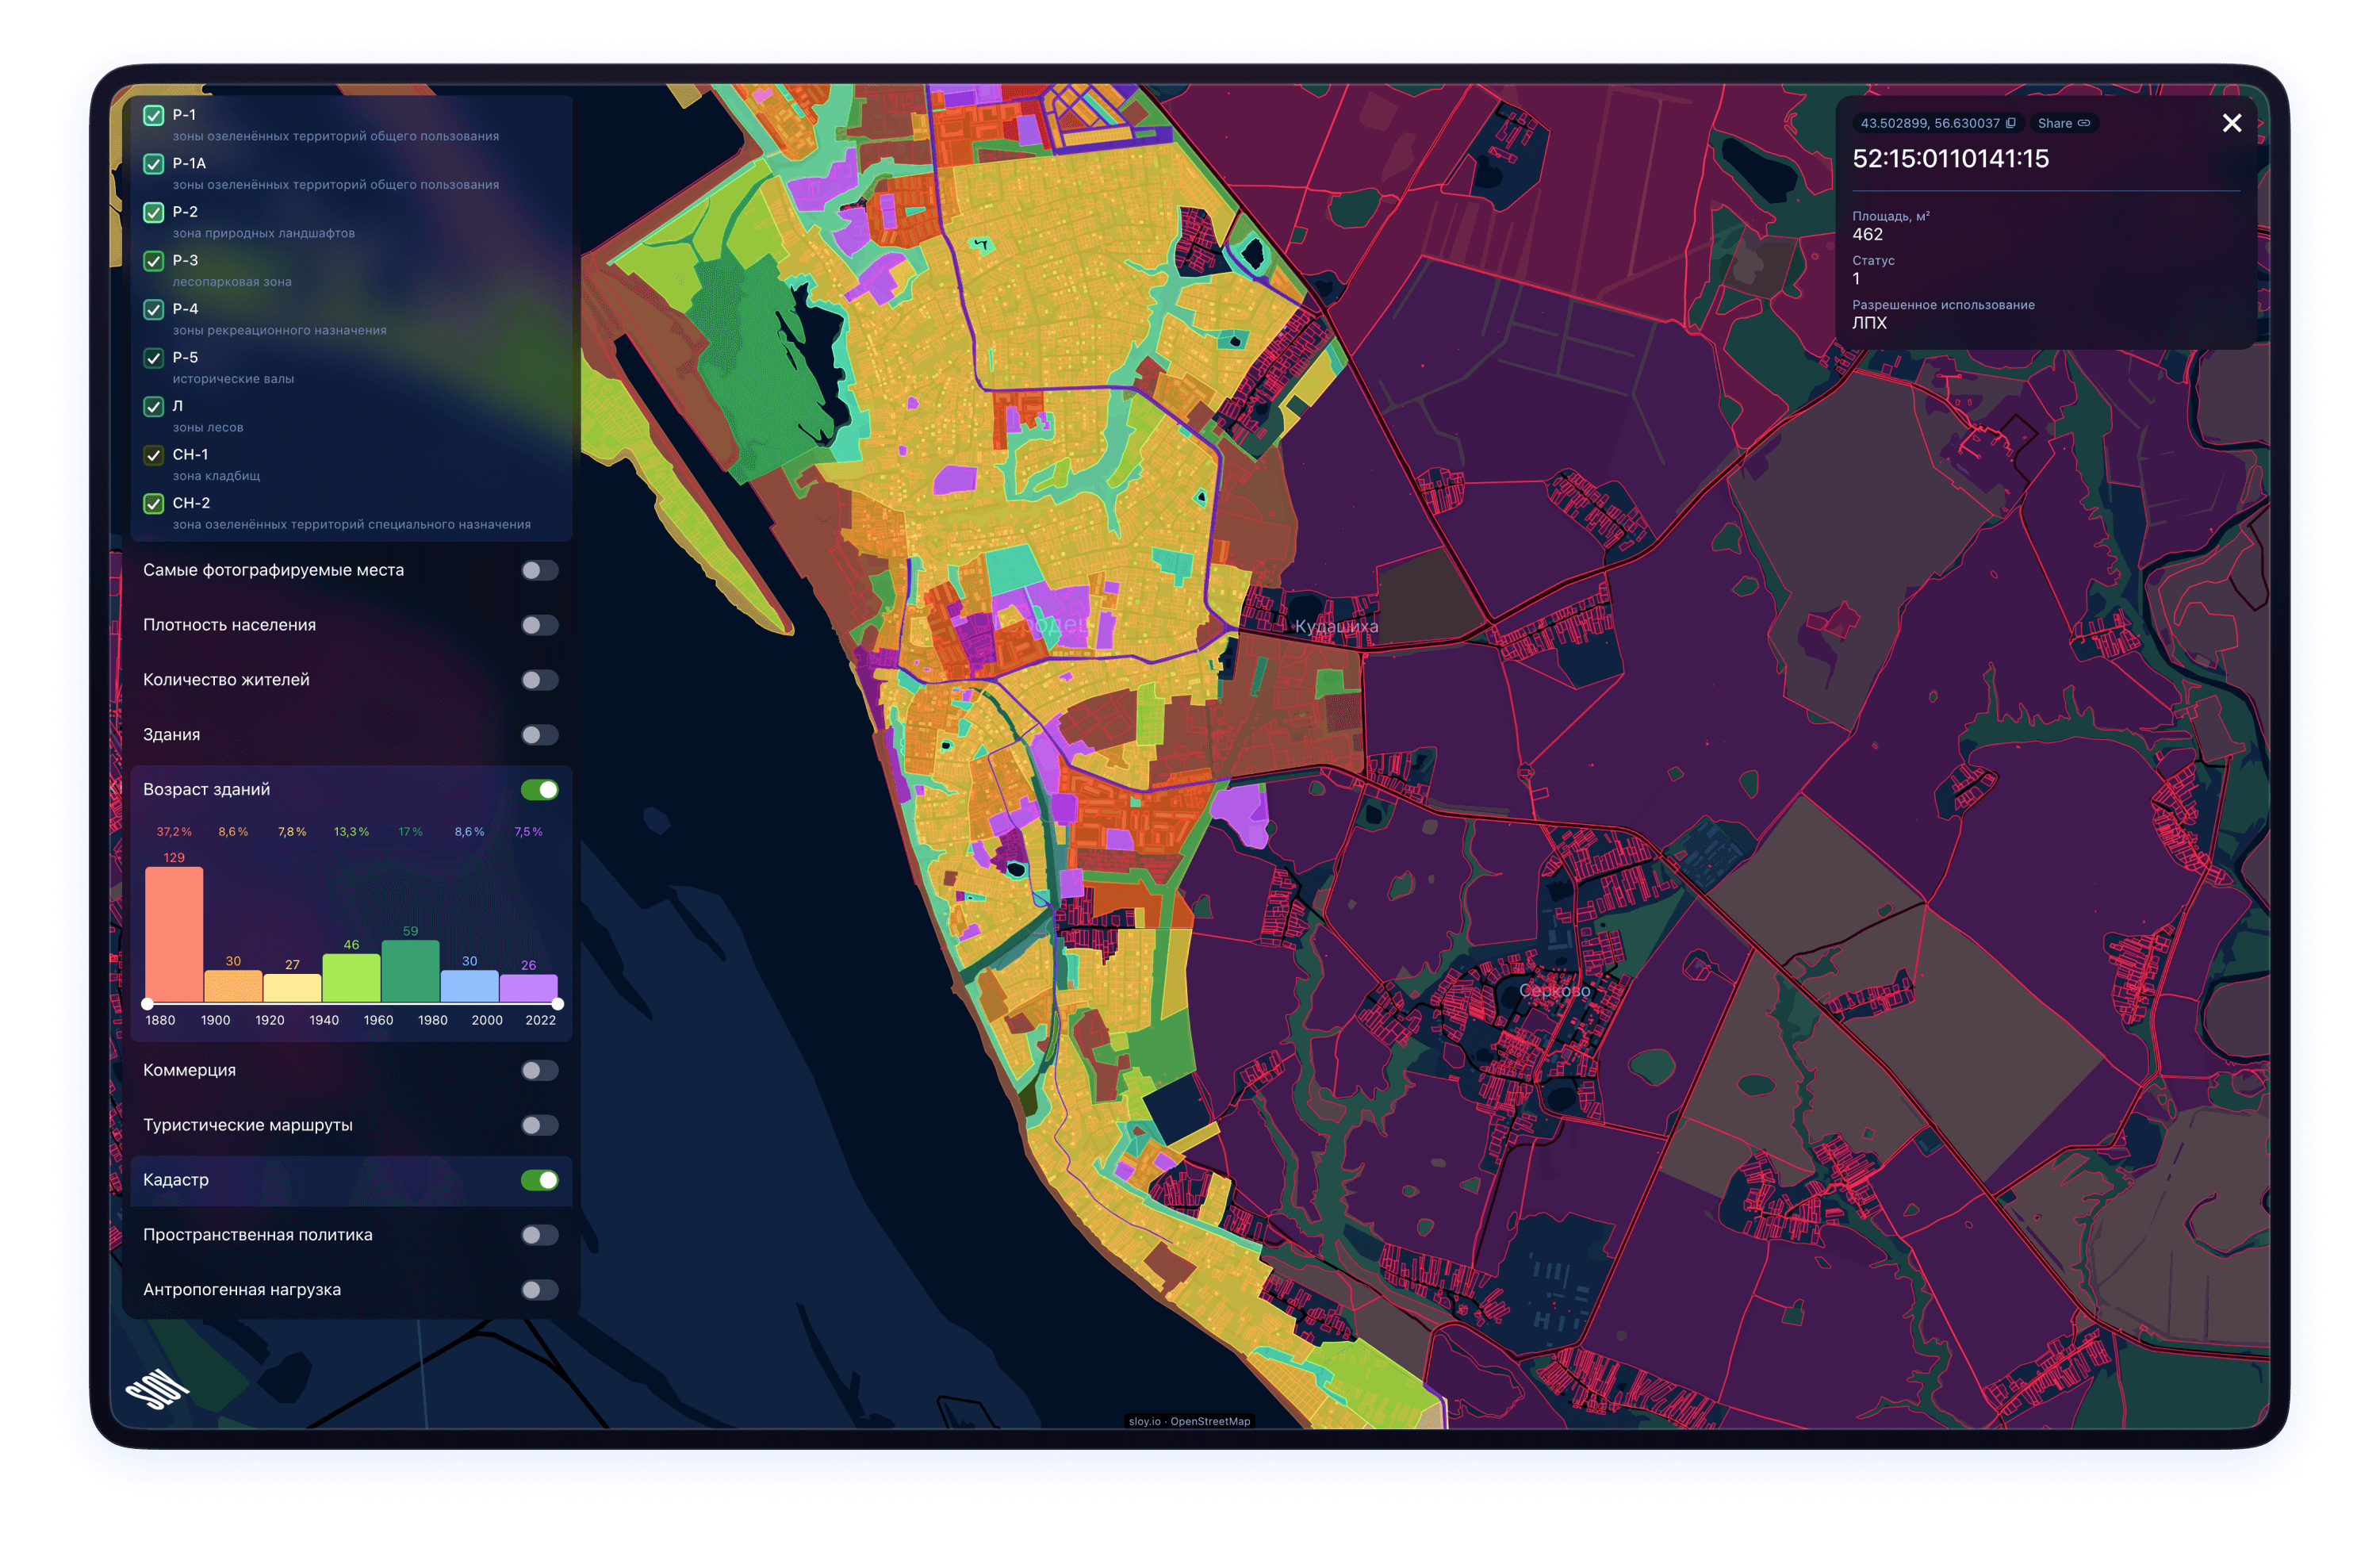 Р-1
зоны озеленённых территорий общего пользования
Р-1А
зоны озеленённых территорий общего пользования
Р-2
зона природных ландшафтов
Р-3
лесопарковая зона
Р-4
зоны рекреационного назначения
Р-5
исторические валы
Л
зоны лесов
СН-1
зона кладбищ
СН-2
зона озеленённых территорий специального назначения
Самые фотографируемые места
Плотность населения
Количество жителей
Здания
Возраст зданий
37,2 % 8,6 % 7,8 % 13,3 % 17 % 8,6 % 7,5 %
129 30 27 46 59 30 26
1880 1900 1920 1940 1960 1980 2000 2022
Коммерция
Туристические маршруты
Кадастр
Пространственная политика
Антропогенная нагрузка
SLOY
Кудашиха
Серково
sloy.io · OpenStreetMap
43.502899, 56.630037 Share
52:15:0110141:15
Площадь, м²
462
Статус
1
Разрешенное использование
ЛПХ